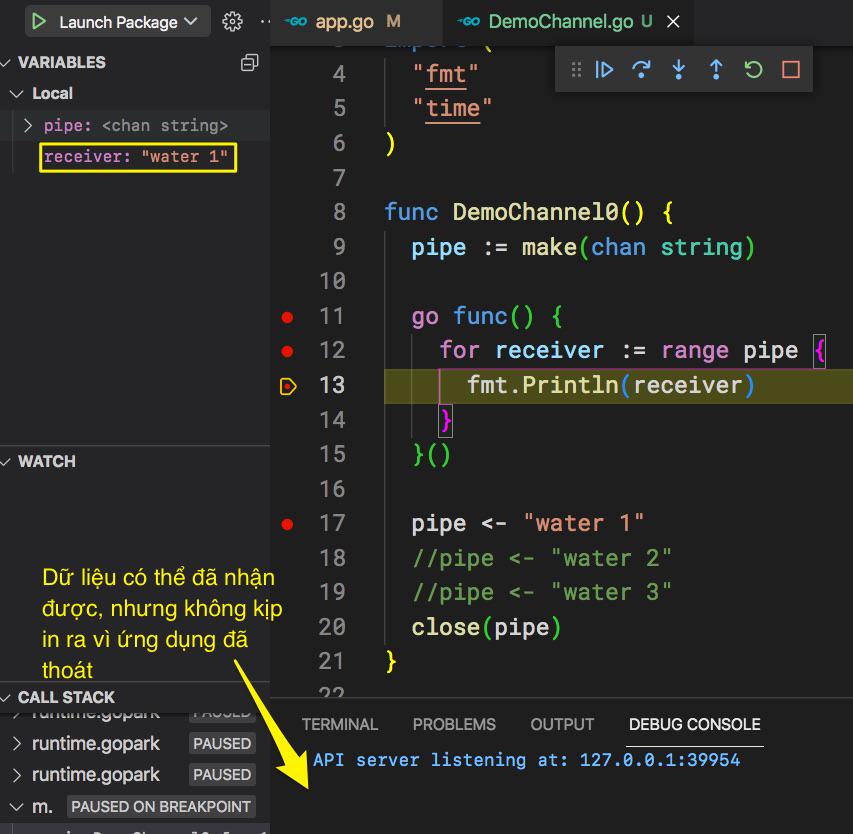 Launch Package
VARIABLES
Local
pipe: <chan string>
receiver: "water 1"
WATCH
Dữ liệu có thể đã nhận
được, nhưng không kịp
in ra vì ứng dụng đã
thoát
CALL STACK
runtime.gopark PAUSED
runtime.gopark PAUSED
runtime.gopark PAUSED
m. PAUSED ON BREAKPOINT
GO app.go M
GO DemoChannel.go U
3 import (
4 "fmt"
5 "time"
6 )
7
8 func DemoChannel0() {
9 pipe := make(chan string)
10
11 go func() {
12 for receiver := range pipe {
13 fmt.Println(receiver)
14 }
15 }()
16
17 pipe <- "water 1"
18 //pipe <- "water 2"
19 //pipe <- "water 3"
20 close(pipe)
21 }
22
TERMINAL PROBLEMS OUTPUT DEBUG CONSOLE
API server listening at: 127.0.0.1:39954